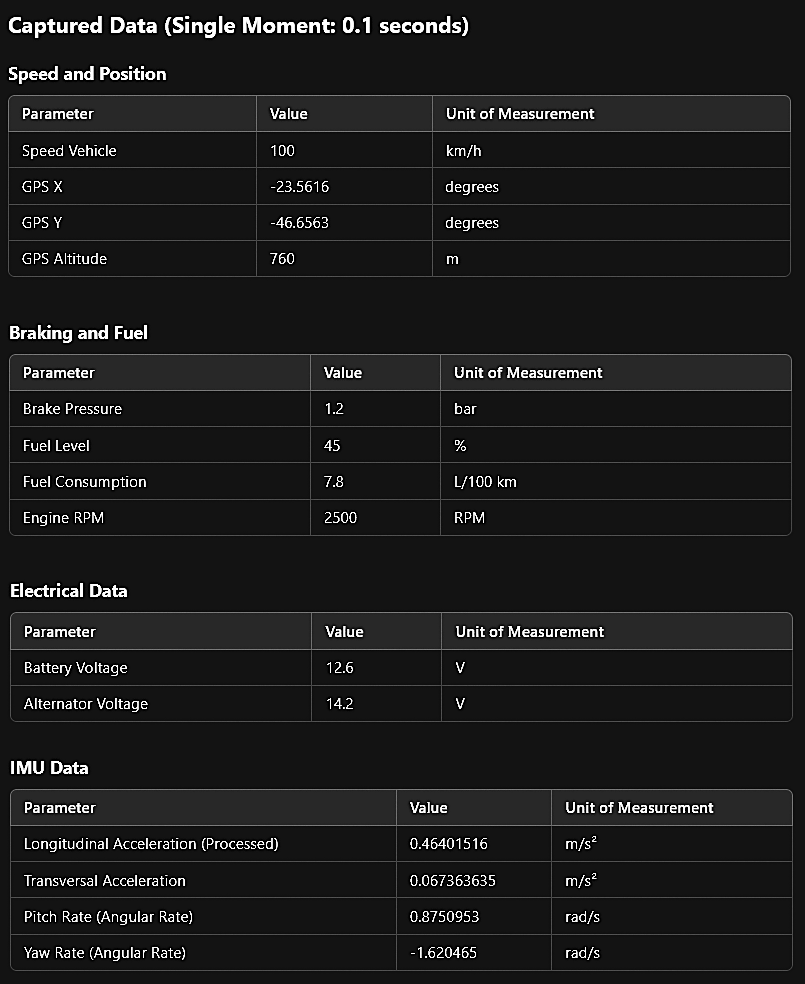 Captured Data (Single Moment: 0.1 seconds)
Speed and Position
Parameter Value Unit of Measurement
Speed Vehicle 100 km/h
GPS X -23.5616 degrees
GPS Y -46.6563 degrees
GPS Altitude 760 m
Braking and Fuel
Parameter Value Unit of Measurement
Brake Pressure 1.2 bar
Fuel Level 45 %
Fuel Consumption 7.8 L/100 km
Engine RPM 2500 RPM
Electrical Data
Parameter Value Unit of Measurement
Battery Voltage 12.6 V
Alternator Voltage 14.2 V
IMU Data
Parameter Value Unit of Measurement
Longitudinal Acceleration (Processed) 0.46401516 m/s²
Transversal Acceleration 0.067363635 m/s²
Pitch Rate (Angular Rate) 0.8750953 rad/s
Yaw Rate (Angular Rate) -1.620465 rad/s